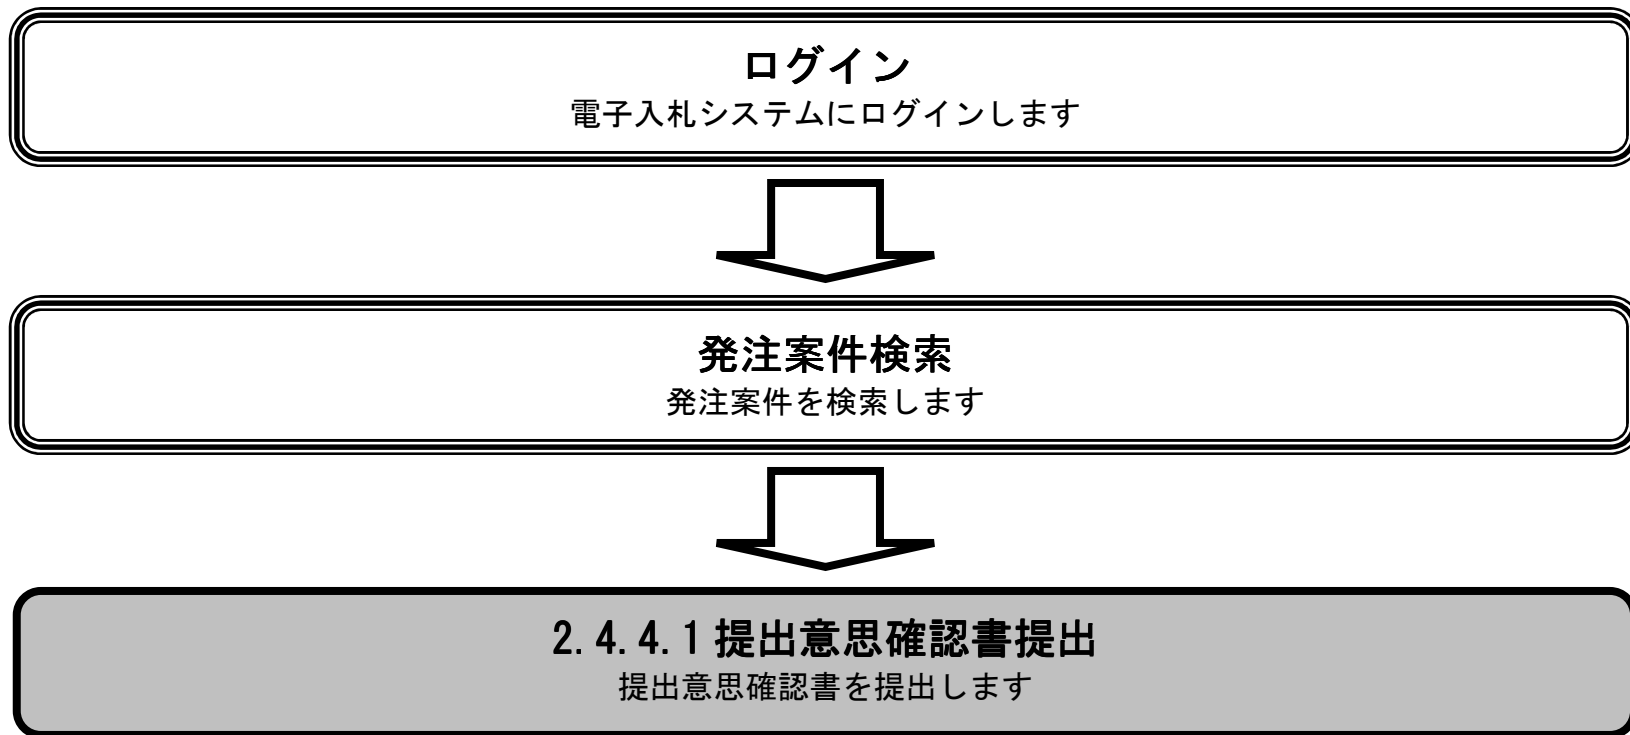 ログイン
電子入札システムにログインします
発注案件検索
発注案件を検索します
2.4.4.1提出意思確認書提出
提出意思確認書を提出します